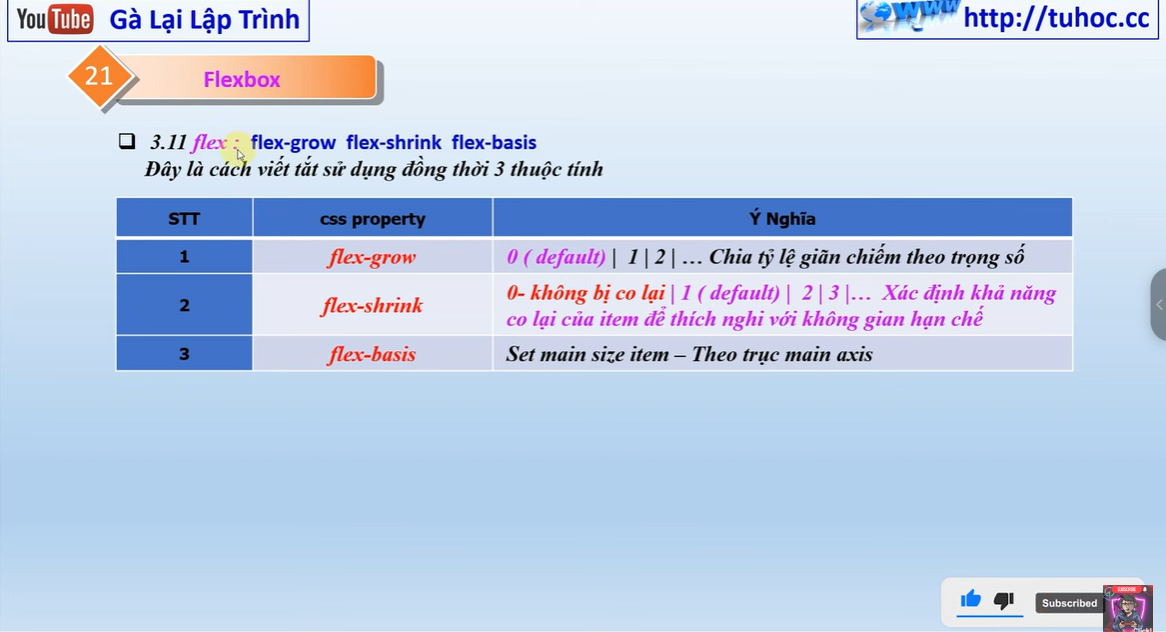 YouTube Gà Lại Lập Trình
www http://tuhoc.cc
21 Flexbox
3.11 flex : flex-grow flex-shrink flex-basis
Đây là cách viết tắt sử dụng đồng thời 3 thuộc tính
STT css property Ý Nghĩa
1 flex-grow 0 ( default) | 1 | 2 | … Chia tỷ lệ giãn chiếm theo trọng số
2 flex-shrink 0- không bị co lại | 1 ( default) | 2 | 3 |… Xác định khả năng
co lại của item để thích nghi với không gian hạn chế
3 flex-basis Set main size item – Theo trục main axis
Subscribed